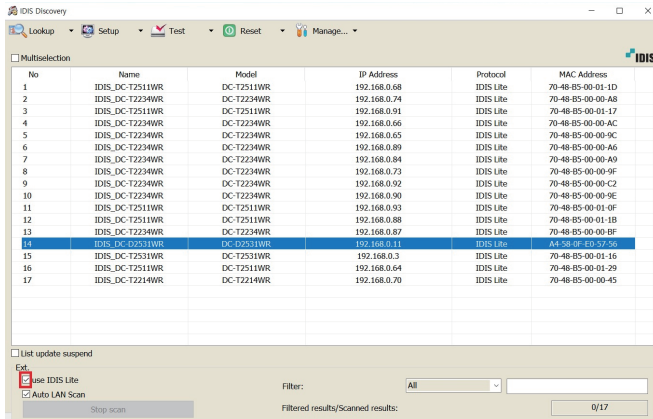 IDIS Discovery
Lookup Setup Test Reset Manage...
Multiselection
IDIS
No Name Model IP Address Protocol MAC Address
1 IDIS_DC-T2511WR DC-T2511WR 192.168.0.68 IDIS Lite 70-48-B5-00-01-1D
2 IDIS_DC-T2234WR DC-T2234WR 192.168.0.74 IDIS Lite 70-48-B5-00-00-A8
3 IDIS_DC-T2511WR DC-T2511WR 192.168.0.91 IDIS Lite 70-48-B5-00-01-17
4 IDIS_DC-T2234WR DC-T2234WR 192.168.0.66 IDIS Lite 70-48-B5-00-00-AC
5 IDIS_DC-T2234WR DC-T2234WR 192.168.0.65 IDIS Lite 70-48-B5-00-00-9C
6 IDIS_DC-T2234WR DC-T2234WR 192.168.0.89 IDIS Lite 70-48-B5-00-00-A6
7 IDIS_DC-T2234WR DC-T2234WR 192.168.0.84 IDIS Lite 70-48-B5-00-00-A9
8 IDIS_DC-T2234WR DC-T2234WR 192.168.0.73 IDIS Lite 70-48-B5-00-00-9F
9 IDIS_DC-T2234WR DC-T2234WR 192.168.0.92 IDIS Lite 70-48-B5-00-00-C2
10 IDIS_DC-T2234WR DC-T2234WR 192.168.0.90 IDIS Lite 70-48-B5-00-00-9E
11 IDIS_DC-T2511WR DC-T2511WR 192.168.0.93 IDIS Lite 70-48-B5-00-01-0F
12 IDIS_DC-T2511WR DC-T2511WR 192.168.0.88 IDIS Lite 70-48-B5-00-01-1B
13 IDIS_DC-T2234WR DC-T2234WR 192.168.0.87 IDIS Lite 70-48-B5-00-00-BF
14 IDIS_DC-D2531WR DC-D2531WR 192.168.0.11 IDIS Lite A4-58-0F-E0-57-56
15 IDIS_DC-T2531WR DC-T2531WR 192.168.0.3 IDIS Lite 70-48-B5-00-01-16
16 IDIS_DC-T2511WR DC-T2511WR 192.168.0.64 IDIS Lite 70-48-B5-00-01-29
17 IDIS_DC-T2214WR DC-T2214WR 192.168.0.70 IDIS Lite 70-48-B5-00-00-45
List update suspend
Ext.
use IDIS Lite
Filter: All
Auto LAN Scan
Stop scan Filtered results/Scanned results: 0/17